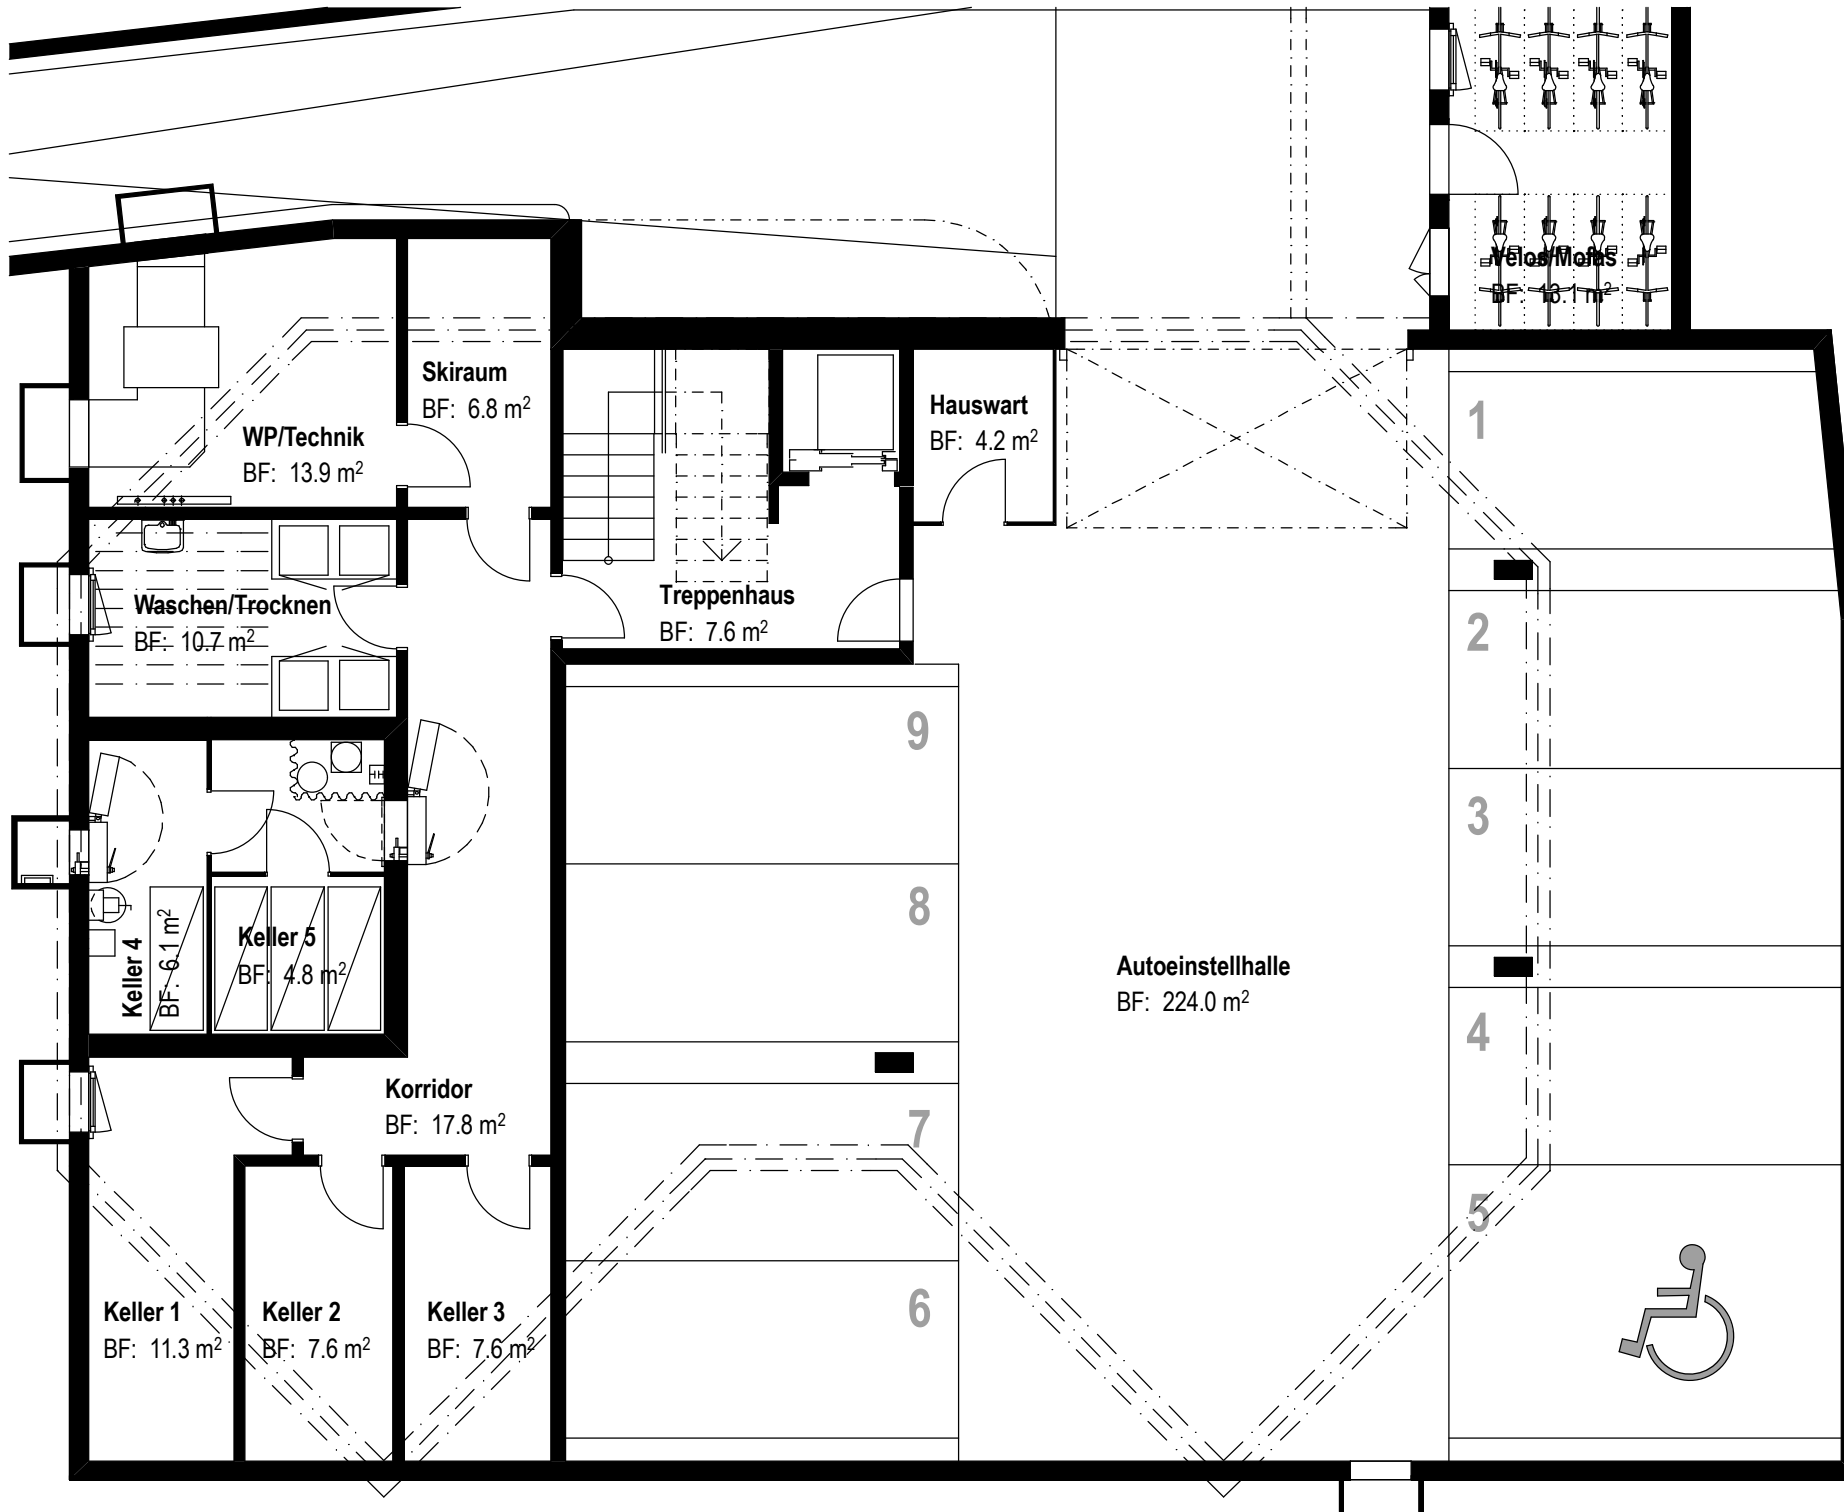 Velos/Mofas
BF: 13.1 m²
Skiraum
BF: 6.8 m²
WP/Technik
BF: 13.9 m²
Hauswart
BF: 4.2 m²
1
Waschen/Trocknen
BF: 10.7 m²
Treppenhaus
BF: 7.6 m²
2
9
3
8
Keller 4
BF: 6.1 m²
Keller 5
BF: 4.8 m²
Autoeinstellhalle
BF: 224.0 m²
4
Korridor
BF: 17.8 m²
7
5
Keller 1
BF: 11.3 m²
Keller 2
BF: 7.6 m²
Keller 3
BF: 7.6 m²
6